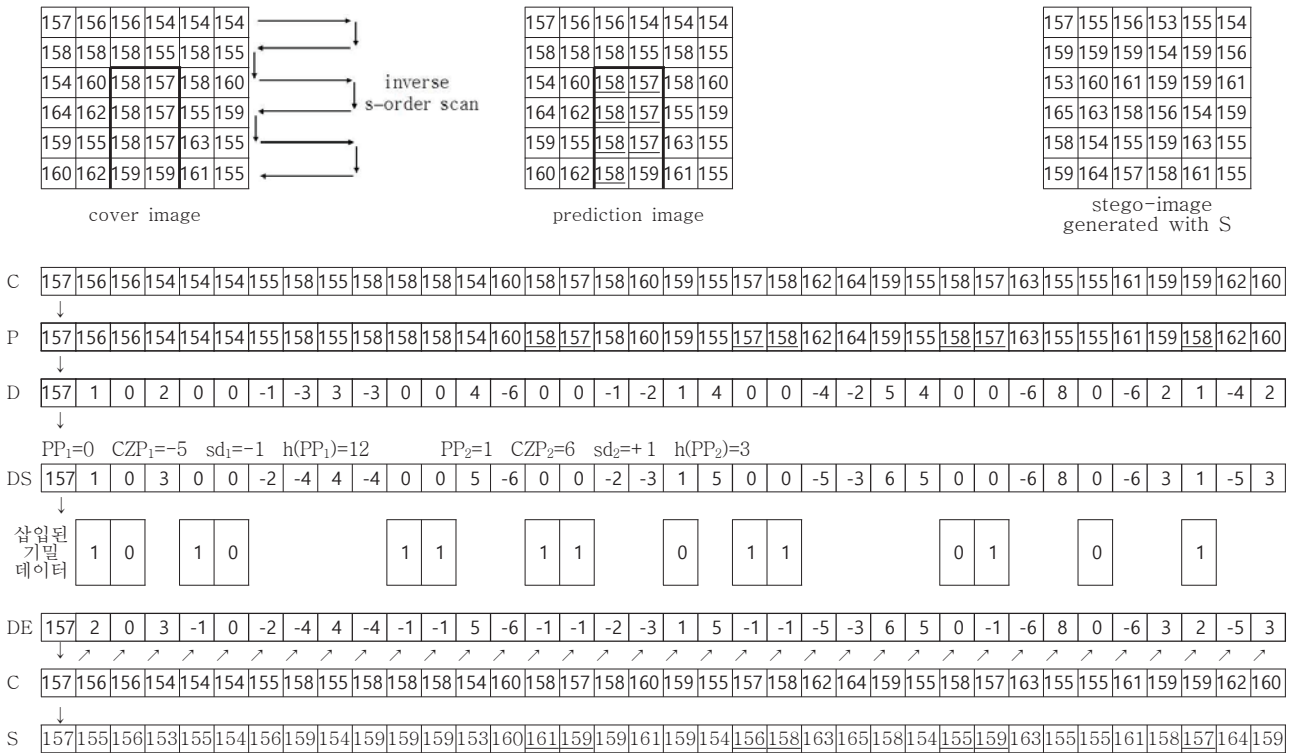 157 156 156 154 154 154
158 158 158 155 158 155
154 160 158 157 158 160
164 162 158 157 155 159
159 155 158 157 163 155
160 162 159 159 161 155
cover image
inverse
s-order scan
157 156 156 154 154 154
158 158 158 155 158 155
154 160 158 157 158 160
164 162 158 157 155 159
159 155 158 157 163 155
160 162 158 159 161 155
prediction image
157 155 156 153 155 154
159 159 159 154 159 156
153 160 161 159 159 161
165 163 158 156 154 159
158 154 155 159 163 155
159 164 157 158 161 155
stego-image
generated with S
C 157 156 156 154 154 154 155 158 155 158 158 158 154 160 158 157 158 160 159 155 157 158 162 164 159 155 158 157 163 155 155 161 159 159 162 160
↓
P 157 156 156 154 154 154 155 158 155 158 158 158 154 160 158 157 158 160 159 155 157 158 162 164 159 155 158 157 163 155 155 161 159 158 162 160
↓
D 157 1 0 2 0 0 -1 -3 3 -3 0 0 4 -6 0 0 -1 -2 1 4 0 0 -4 -2 5 4 0 0 -6 8 0 -6 2 1 -4 2
↓
PP₁=0 CZP₁=-5 sd₁=-1 h(PP₁)=12 PP₂=1 CZP₂=6 sd₂=+1 h(PP₂)=3
DS 157 1 0 3 0 0 -2 -4 4 -4 0 0 5 -6 0 0 -2 -3 1 5 0 0 -5 -3 6 5 0 0 -6 8 0 -6 3 1 -5 3
↓
삽입된
기밀
데이터
1 0 1 0 1 1 1 1 0 1 1 0 1 0 1
DE 157 2 0 3 -1 0 -2 -4 4 -4 -1 -1 5 -6 -1 -1 -2 -3 1 5 -1 -1 -5 -3 6 5 0 -1 -6 8 0 -6 3 2 -5 3
↓ ↗ ↗ ↗ ↗ ↗ ↗ ↗ ↗ ↗ ↗ ↗ ↗ ↗ ↗ ↗ ↗ ↗ ↗ ↗ ↗ ↗ ↗ ↗ ↗ ↗ ↗ ↗ ↗ ↗ ↗ ↗ ↗ ↗ ↗ ↗
C 157 156 156 154 154 154 155 158 155 158 158 158 154 160 158 157 158 160 159 155 157 158 162 164 159 155 158 157 163 155 155 161 159 159 162 160
↓
S 157 155 156 153 155 154 156 159 154 159 159 159 153 160 161 159 159 161 159 154 156 158 163 165 158 154 155 159 163 155 155 161 158 157 164 159